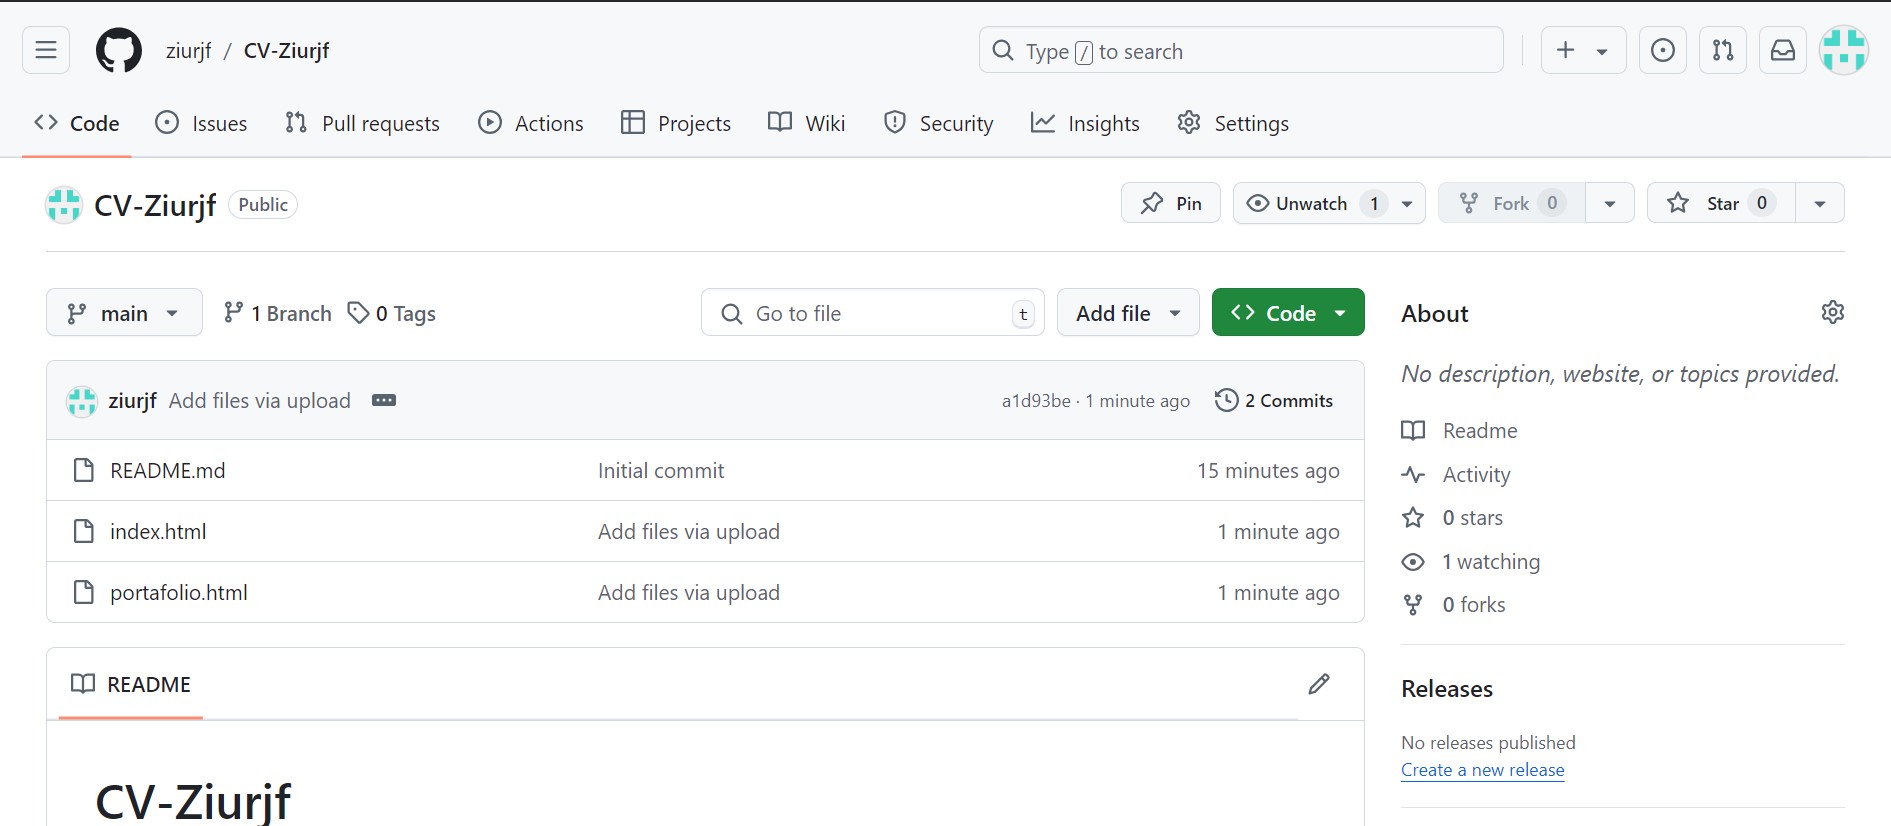 ziurjf / CV-Ziurjf
Type / to search
Code Issues Pull requests Actions Projects Wiki Security Insights Settings
CV-Ziurjf Public
Pin Unwatch 1 Fork 0 Star 0
main 1 Branch 0 Tags
Go to file t Add file Code
ziurjf Add files via upload a1d93be · 1 minute ago 2 Commits
README.md Initial commit 15 minutes ago
index.html Add files via upload 1 minute ago
portafolio.html Add files via upload 1 minute ago
README
CV-Ziurjf
About
No description, website, or topics provided.
Readme
Activity
0 stars
1 watching
0 forks
Releases
No releases published
Create a new release